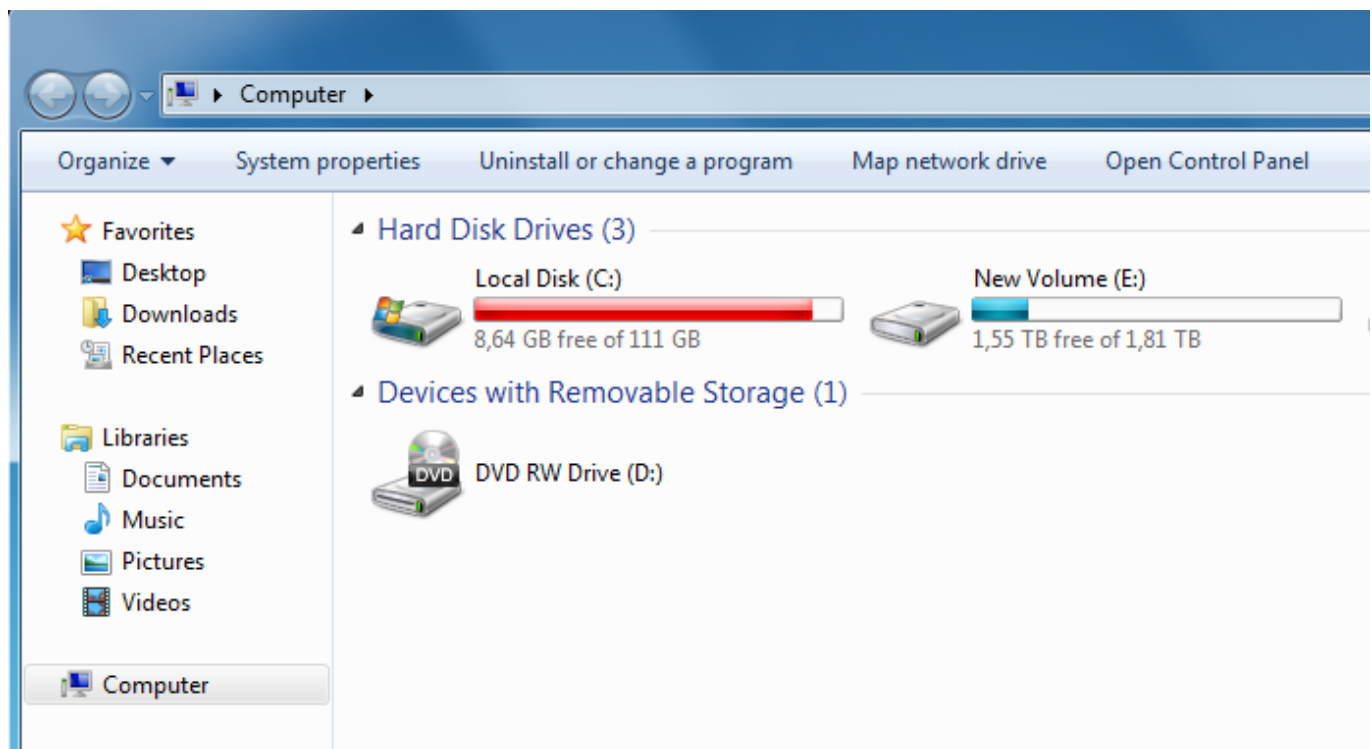 Computer
Organize System properties Uninstall or change a program Map network drive Open Control Panel
Favorites
Desktop
Downloads
Recent Places
Libraries
Documents
Music
Pictures
Videos
Computer
Hard Disk Drives (3)
Local Disk (C:)
8,64 GB free of 111 GB
New Volume (E:)
1,55 TB free of 1,81 TB
Devices with Removable Storage (1)
DVD
DVD RW Drive (D:)